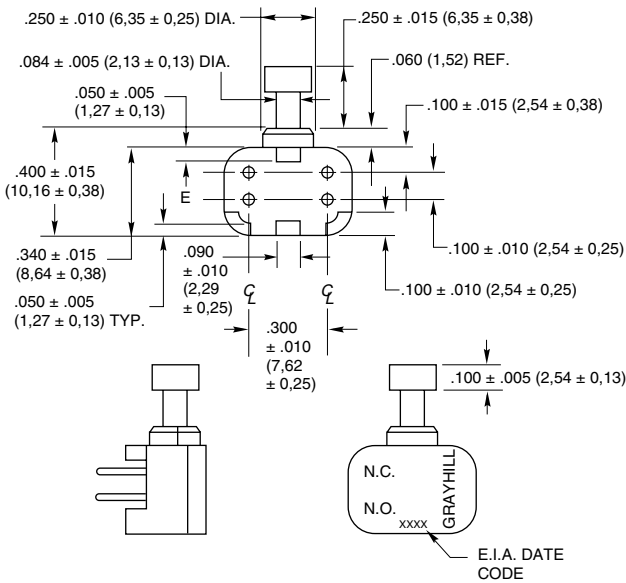 .250 ± .010 (6,35 ± 0,25) DIA.
.250 ± .015 (6,35 ± 0,38)
.084 ± .005 (2,13 ± 0,13) DIA.
.060 (1,52) REF.
.050 ± .005
(1,27 ± 0,13)
.100 ± .015 (2,54 ± 0,38)
.400 ± .015
(10,16 ± 0,38)
E
.340 ± .015
(8,64 ± 0,38)
.090
± .010
(2,29
± 0,25)
.100 ± .010 (2,54 ± 0,25)
.100 ± .010 (2,54 ± 0,25)
.050 ± .005
(1,27 ± 0,13) TYP.
℄
℄
.300
± .010
(7,62
± 0,25)
.100 ± .005 (2,54 ± 0,13)
N.C.
N.O.
xxxx
GRAYHILL
E.I.A. DATE
CODE